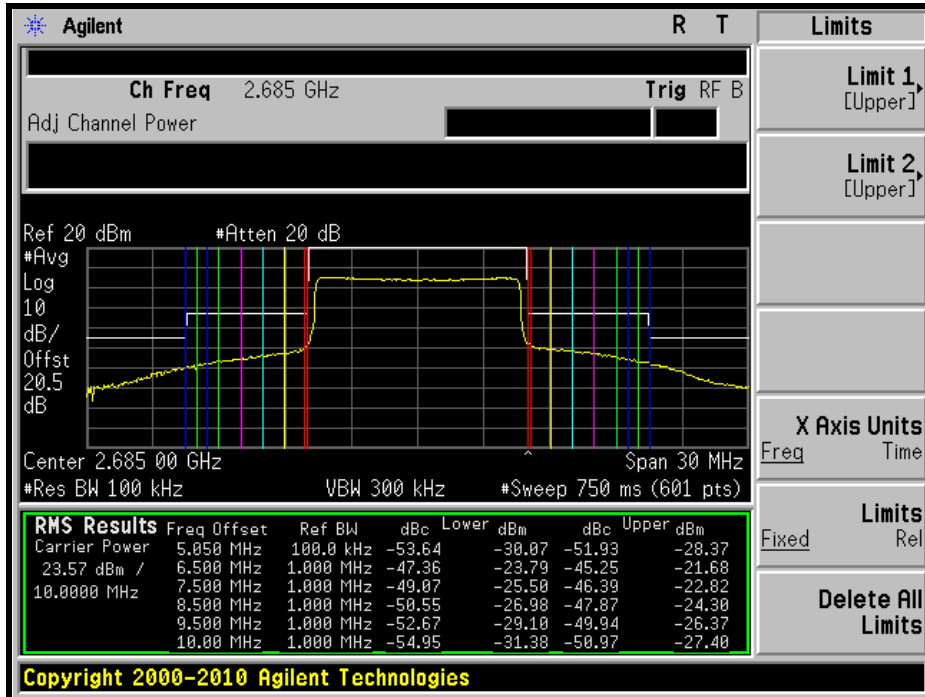 Agilent R T Limits
Ch Freq 2.685 GHz Trig RF B
Adj Channel Power
Limit 1
[Upper]
Limit 2
[Upper]
Ref 20 dBm #Atten 20 dB
#Avg
Log
10
dB/
Offst
20.5
dB
Center 2.685 00 GHz Span 30 MHz
#Res BW 100 kHz VBW 300 kHz #Sweep 750 ms (601 pts)
X Axis Units
Freq Time
Limits
Fixed Rel
Delete All
Limits
RMS Results Freq Offset Ref BW dBc Lower dBm dBc Upper dBm
Carrier Power 5.050 MHz 100.0 kHz -53.64 -30.07 -51.93 -28.37
23.57 dBm / 6.500 MHz 1.000 MHz -47.36 -23.79 -45.25 -21.68
10.0000 MHz 7.500 MHz 1.000 MHz -49.07 -25.50 -46.39 -22.82
8.500 MHz 1.000 MHz -50.55 -26.98 -47.87 -24.30
9.500 MHz 1.000 MHz -52.67 -29.10 -49.94 -26.37
10.00 MHz 1.000 MHz -54.95 -31.38 -50.97 -27.40
Copyright 2000-2010 Agilent Technologies